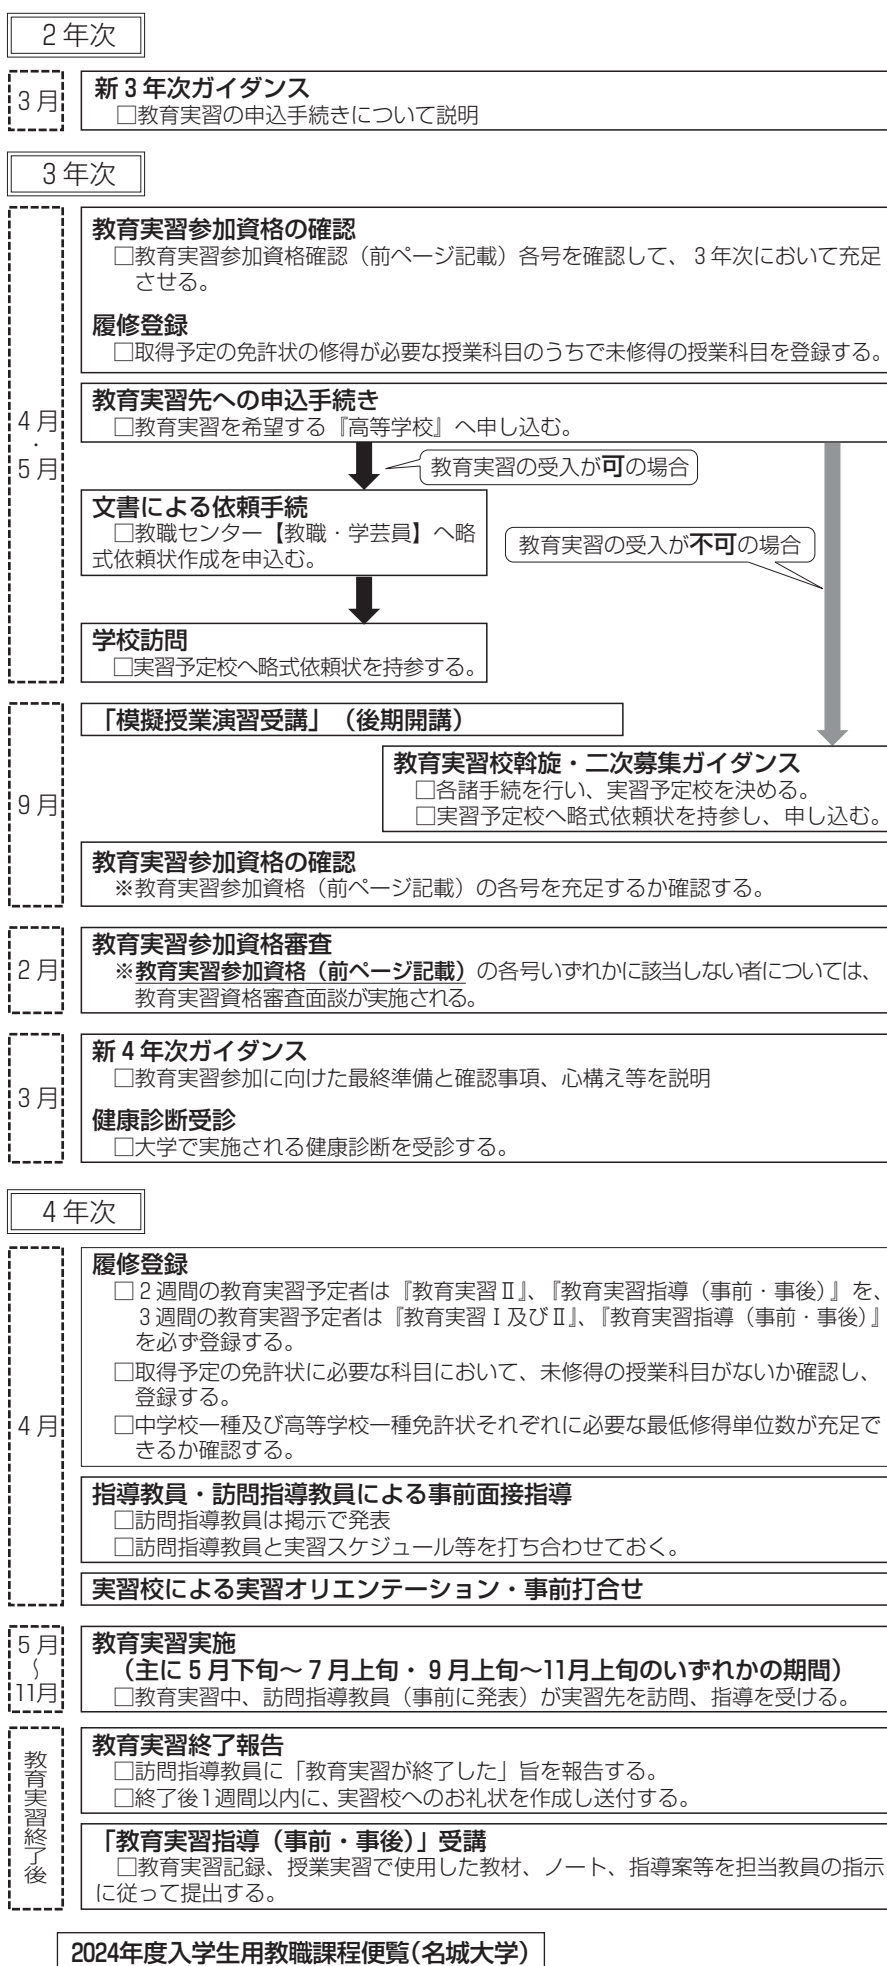 2年次
3月
新3年次ガイダンス
□教育実習の申込手続きについて説明
3年次
4月・5月
教育実習参加資格の確認
□教育実習参加資格確認（前ページ記載）各号を確認して、3年次において充足
させる。
履修登録
□取得予定の免許状の修得が必要な授業科目のうちで未修得の授業科目を登録する。
教育実習先への申込手続き
□教育実習を希望する『高等学校』へ申し込む。
教育実習の受入が可の場合
文書による依頼手続
□教職センター【教職・学芸員】へ略
式依頼状作成を申込む。
教育実習の受入が不可の場合
学校訪問
□実習予定校へ略式依頼状を持参する。
9月
「模擬授業演習受講」（後期開講）
教育実習校斡旋・二次募集ガイダンス
□各諸手続を行い、実習予定校を決める。
□実習予定校へ略式依頼状を持参し、申し込む。
教育実習参加資格の確認
※教育実習参加資格（前ページ記載）の各号を充足するか確認する。
2月
教育実習参加資格審査
※教育実習参加資格（前ページ記載）の各号いずれかに該当しない者については、
教育実習資格審査面談が実施される。
3月
新4年次ガイダンス
□教育実習参加に向けた最終準備と確認事項、心構え等を説明
健康診断受診
□大学で実施される健康診断を受診する。
4年次
4月
履修登録
□2週間の教育実習予定者は『教育実習Ⅱ』、『教育実習指導（事前・事後）』を、
3週間の教育実習予定者は『教育実習Ⅰ及びⅡ』、『教育実習指導（事前・事後）』
を必ず登録する。
□取得予定の免許状に必要な科目において、未修得の授業科目がないか確認し、
登録する。
□中学校一種及び高等学校一種免許状それぞれに必要な最低修得単位数が充足で
きるか確認する。
指導教員・訪問指導教員による事前面接指導
□訪問指導教員は掲示で発表
□訪問指導教員と実習スケジュール等を打ち合わせておく。
実習校による実習オリエンテーション・事前打合せ
5月〜11月
教育実習実施
（主に5月下旬〜7月上旬・9月上旬〜11月上旬のいずれかの期間）
□教育実習中、訪問指導教員（事前に発表）が実習先を訪問、指導を受ける。
教育実習終了後
教育実習終了報告
□訪問指導教員に「教育実習が終了した」旨を報告する。
□終了後1週間以内に、実習校へのお礼状を作成し送付する。
「教育実習指導（事前・事後）」受講
□教育実習記録、授業実習で使用した教材、ノート、指導案等を担当教員の指示
に従って提出する。
2024年度入学生用教職課程便覧（名城大学）